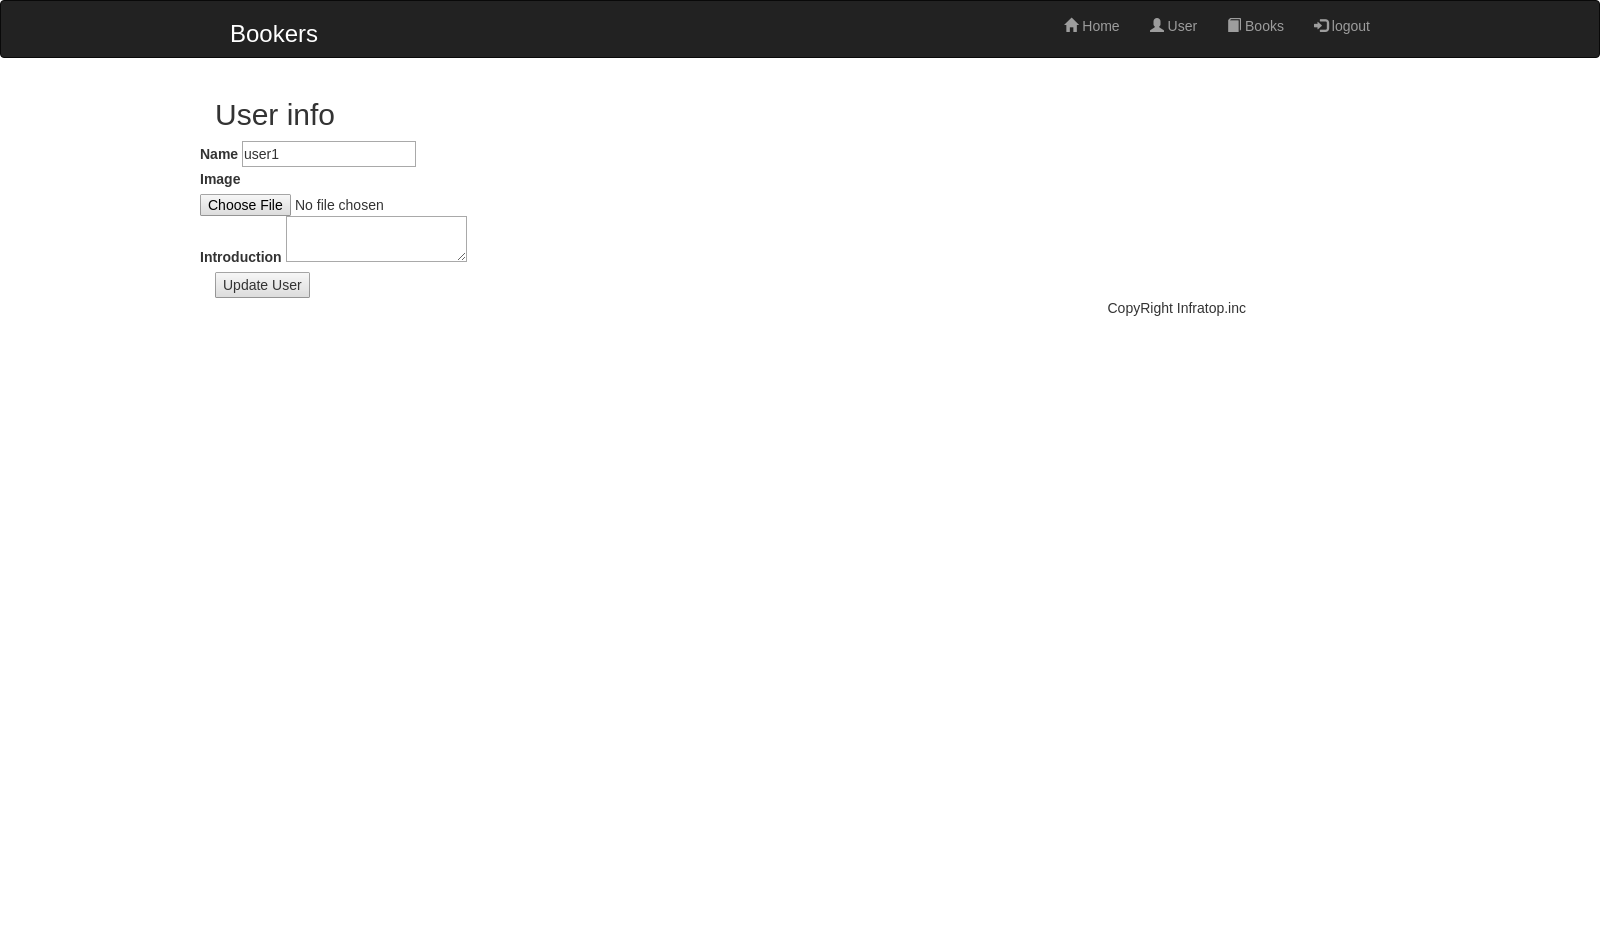 Bookers
Home User Books logout
User info
Name user1
Image
Choose File No file chosen
Introduction
Update User
CopyRight Infratop.inc